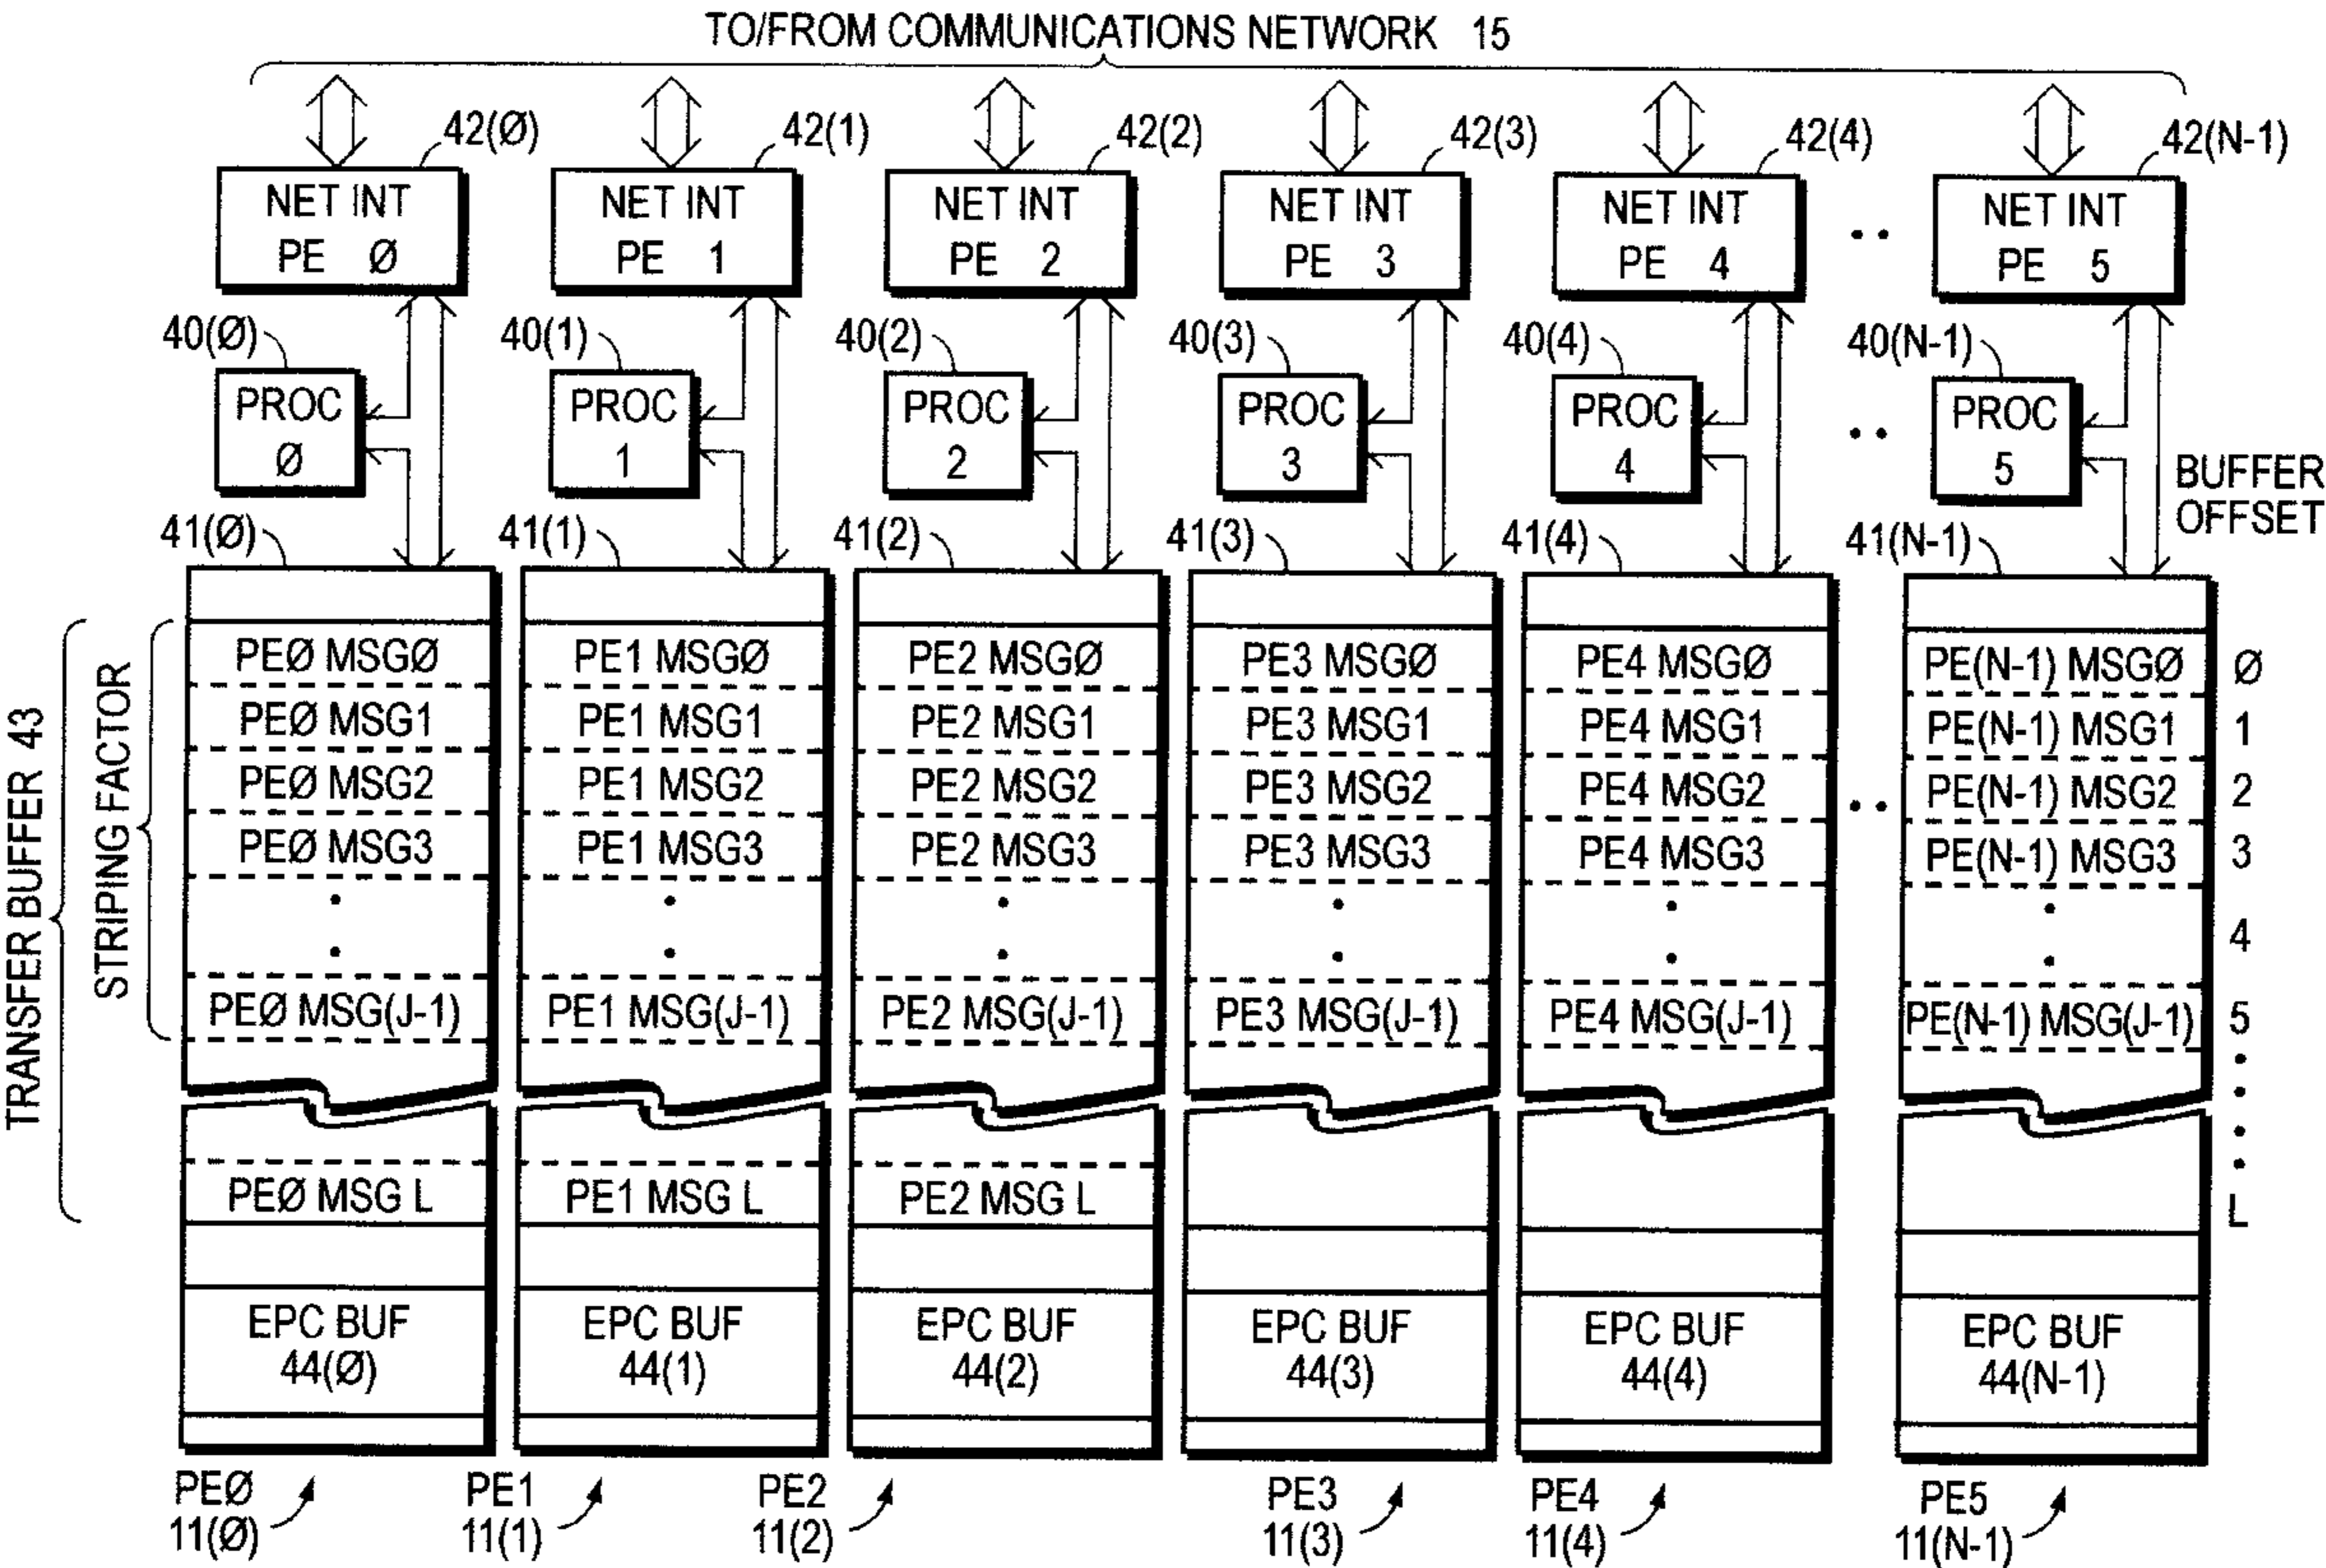 TO/FROM COMMUNICATIONS NETWORK 15
42(Ø) 42(1) 42(2) 42(3) 42(4) 42(N-1)
NET INT NET INT NET INT NET INT NET INT NET INT
PE Ø PE 1 PE 2 PE 3 PE 4 .. PE 5
40(Ø) 40(1) 40(2) 40(3) 40(4) 40(N-1)
PROC PROC PROC PROC PROC PROC
Ø 1 2 3 4 .. 5
BUFFER
OFFSET
41(Ø) 41(1) 41(2) 41(3) 41(4) 41(N-1)
TRANSFER BUFFER 43
STRIPING FACTOR
PEØ MSGØ PE1 MSGØ PE2 MSGØ PE3 MSGØ PE4 MSGØ PE(N-1) MSGØ Ø
PEØ MSG1 PE1 MSG1 PE2 MSG1 PE3 MSG1 PE4 MSG1 PE(N-1) MSG1 1
PEØ MSG2 PE1 MSG2 PE2 MSG2 PE3 MSG2 PE4 MSG2 .. PE(N-1) MSG2 2
PEØ MSG3 PE1 MSG3 PE2 MSG3 PE3 MSG3 PE4 MSG3 PE(N-1) MSG3 3
4
PEØ MSG(J-1) PE1 MSG(J-1) PE2 MSG(J-1) PE3 MSG(J-1) PE4 MSG(J-1) PE(N-1) MSG(J-1) 5
PEØ MSG L PE1 MSG L PE2 MSG L L
EPC BUF EPC BUF EPC BUF EPC BUF EPC BUF EPC BUF
44(Ø) 44(1) 44(2) 44(3) 44(4) 44(N-1)
PEØ PE1 PE2 PE3 PE4 PE5
11(Ø) 11(1) 11(2) 11(3) 11(4) 11(N-1)